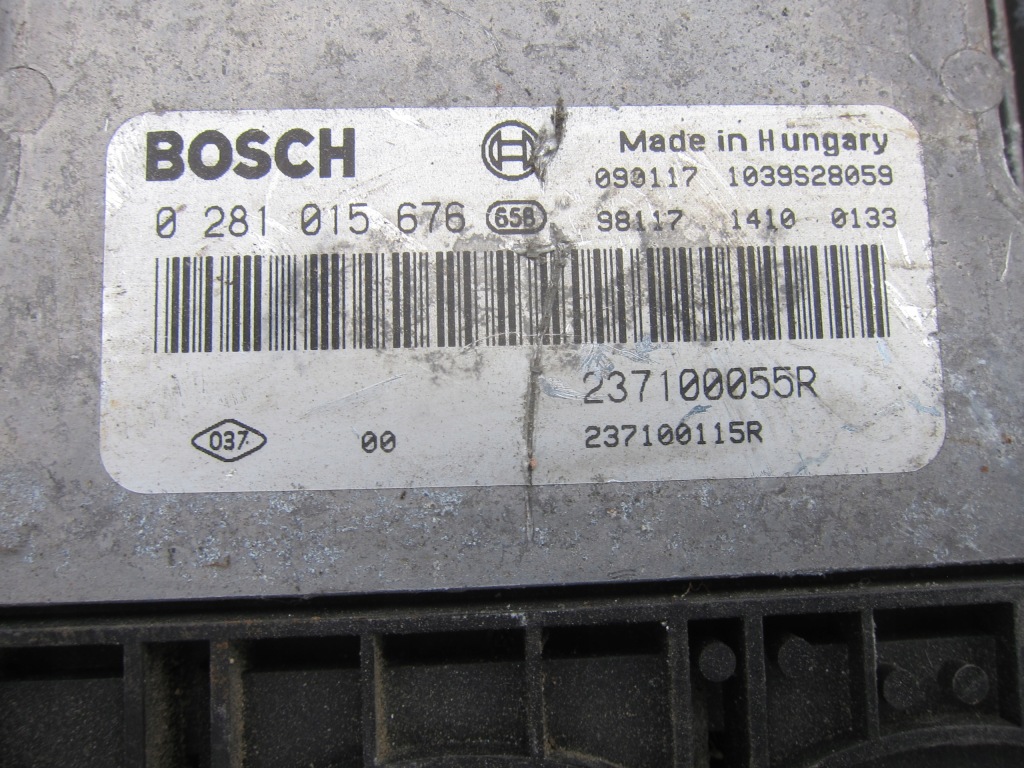 BOSCH
Made in Hungary
090117 1039S28059
0 281 015 676 658
98117 1410 0133
237100055R
037 00 237100115R